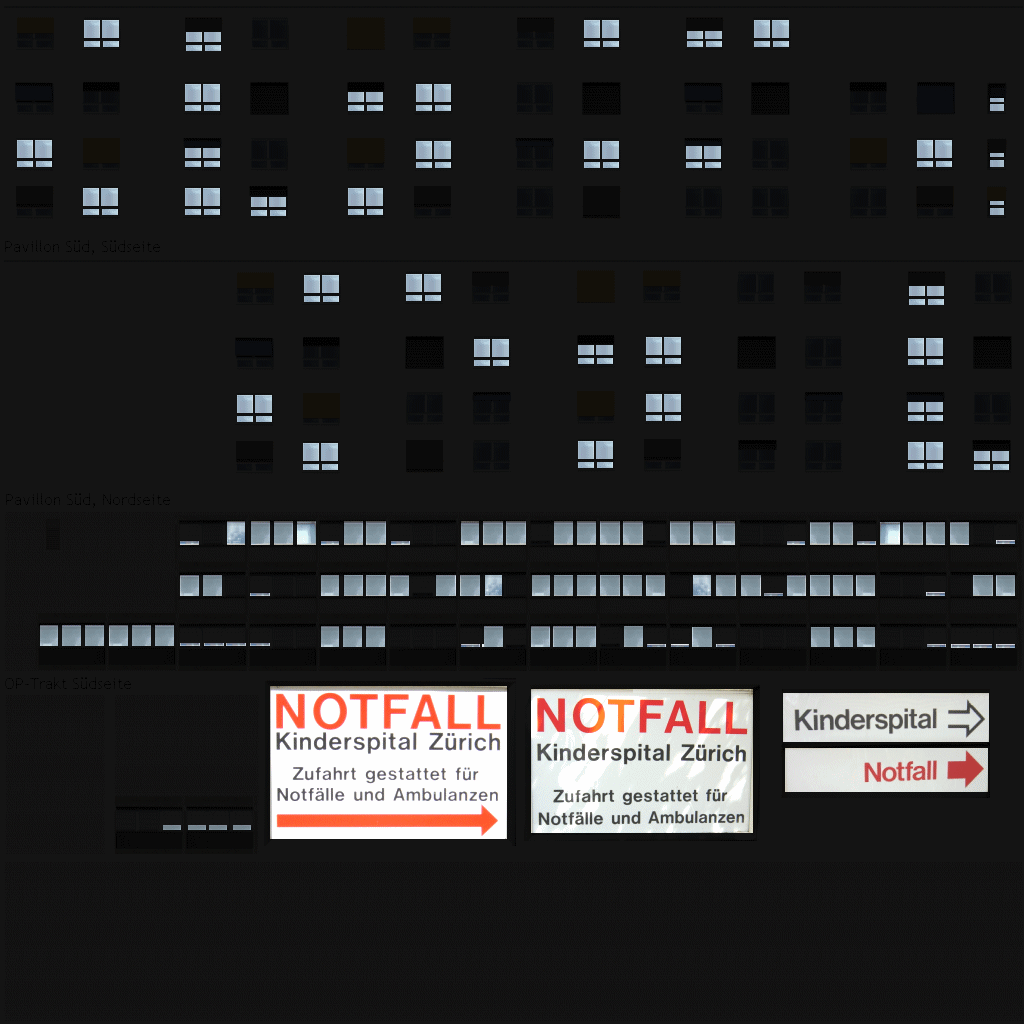 Pavillon Süd, Südseite
Pavillon Süd, Nordseite
OP-Trakt Südseite
NOTFALL
Kinderspital Zürich
Zufahrt gestattet für
Notfälle und Ambulanzen
NOTFALL
Kinderspital Zürich
Zufahrt gestattet für
Notfälle und Ambulanzen
Kinderspital
Notfall